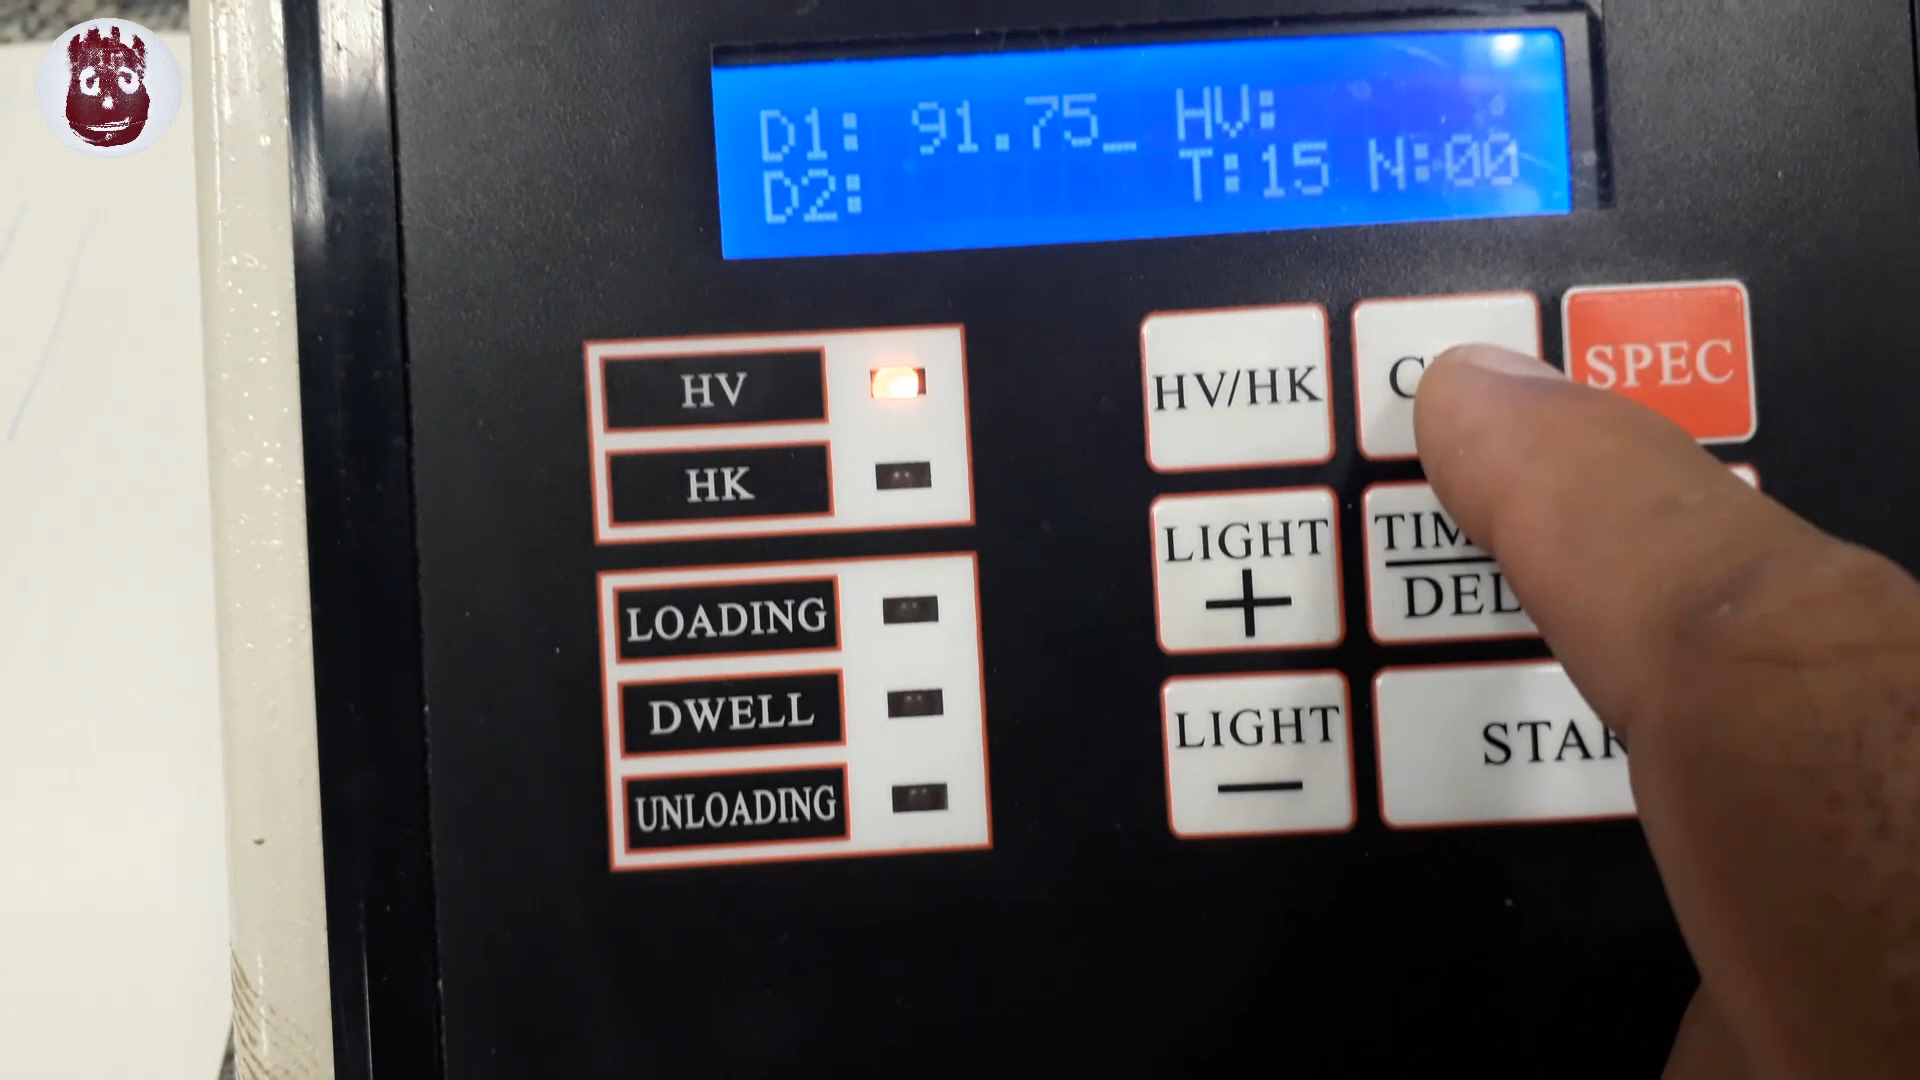 D1: 91.75_ HV:
D2: T:15 N:00
HV
HK
LOADING
DWELL
UNLOADING
HV/HK
SPEC
LIGHT
+
LIGHT
—